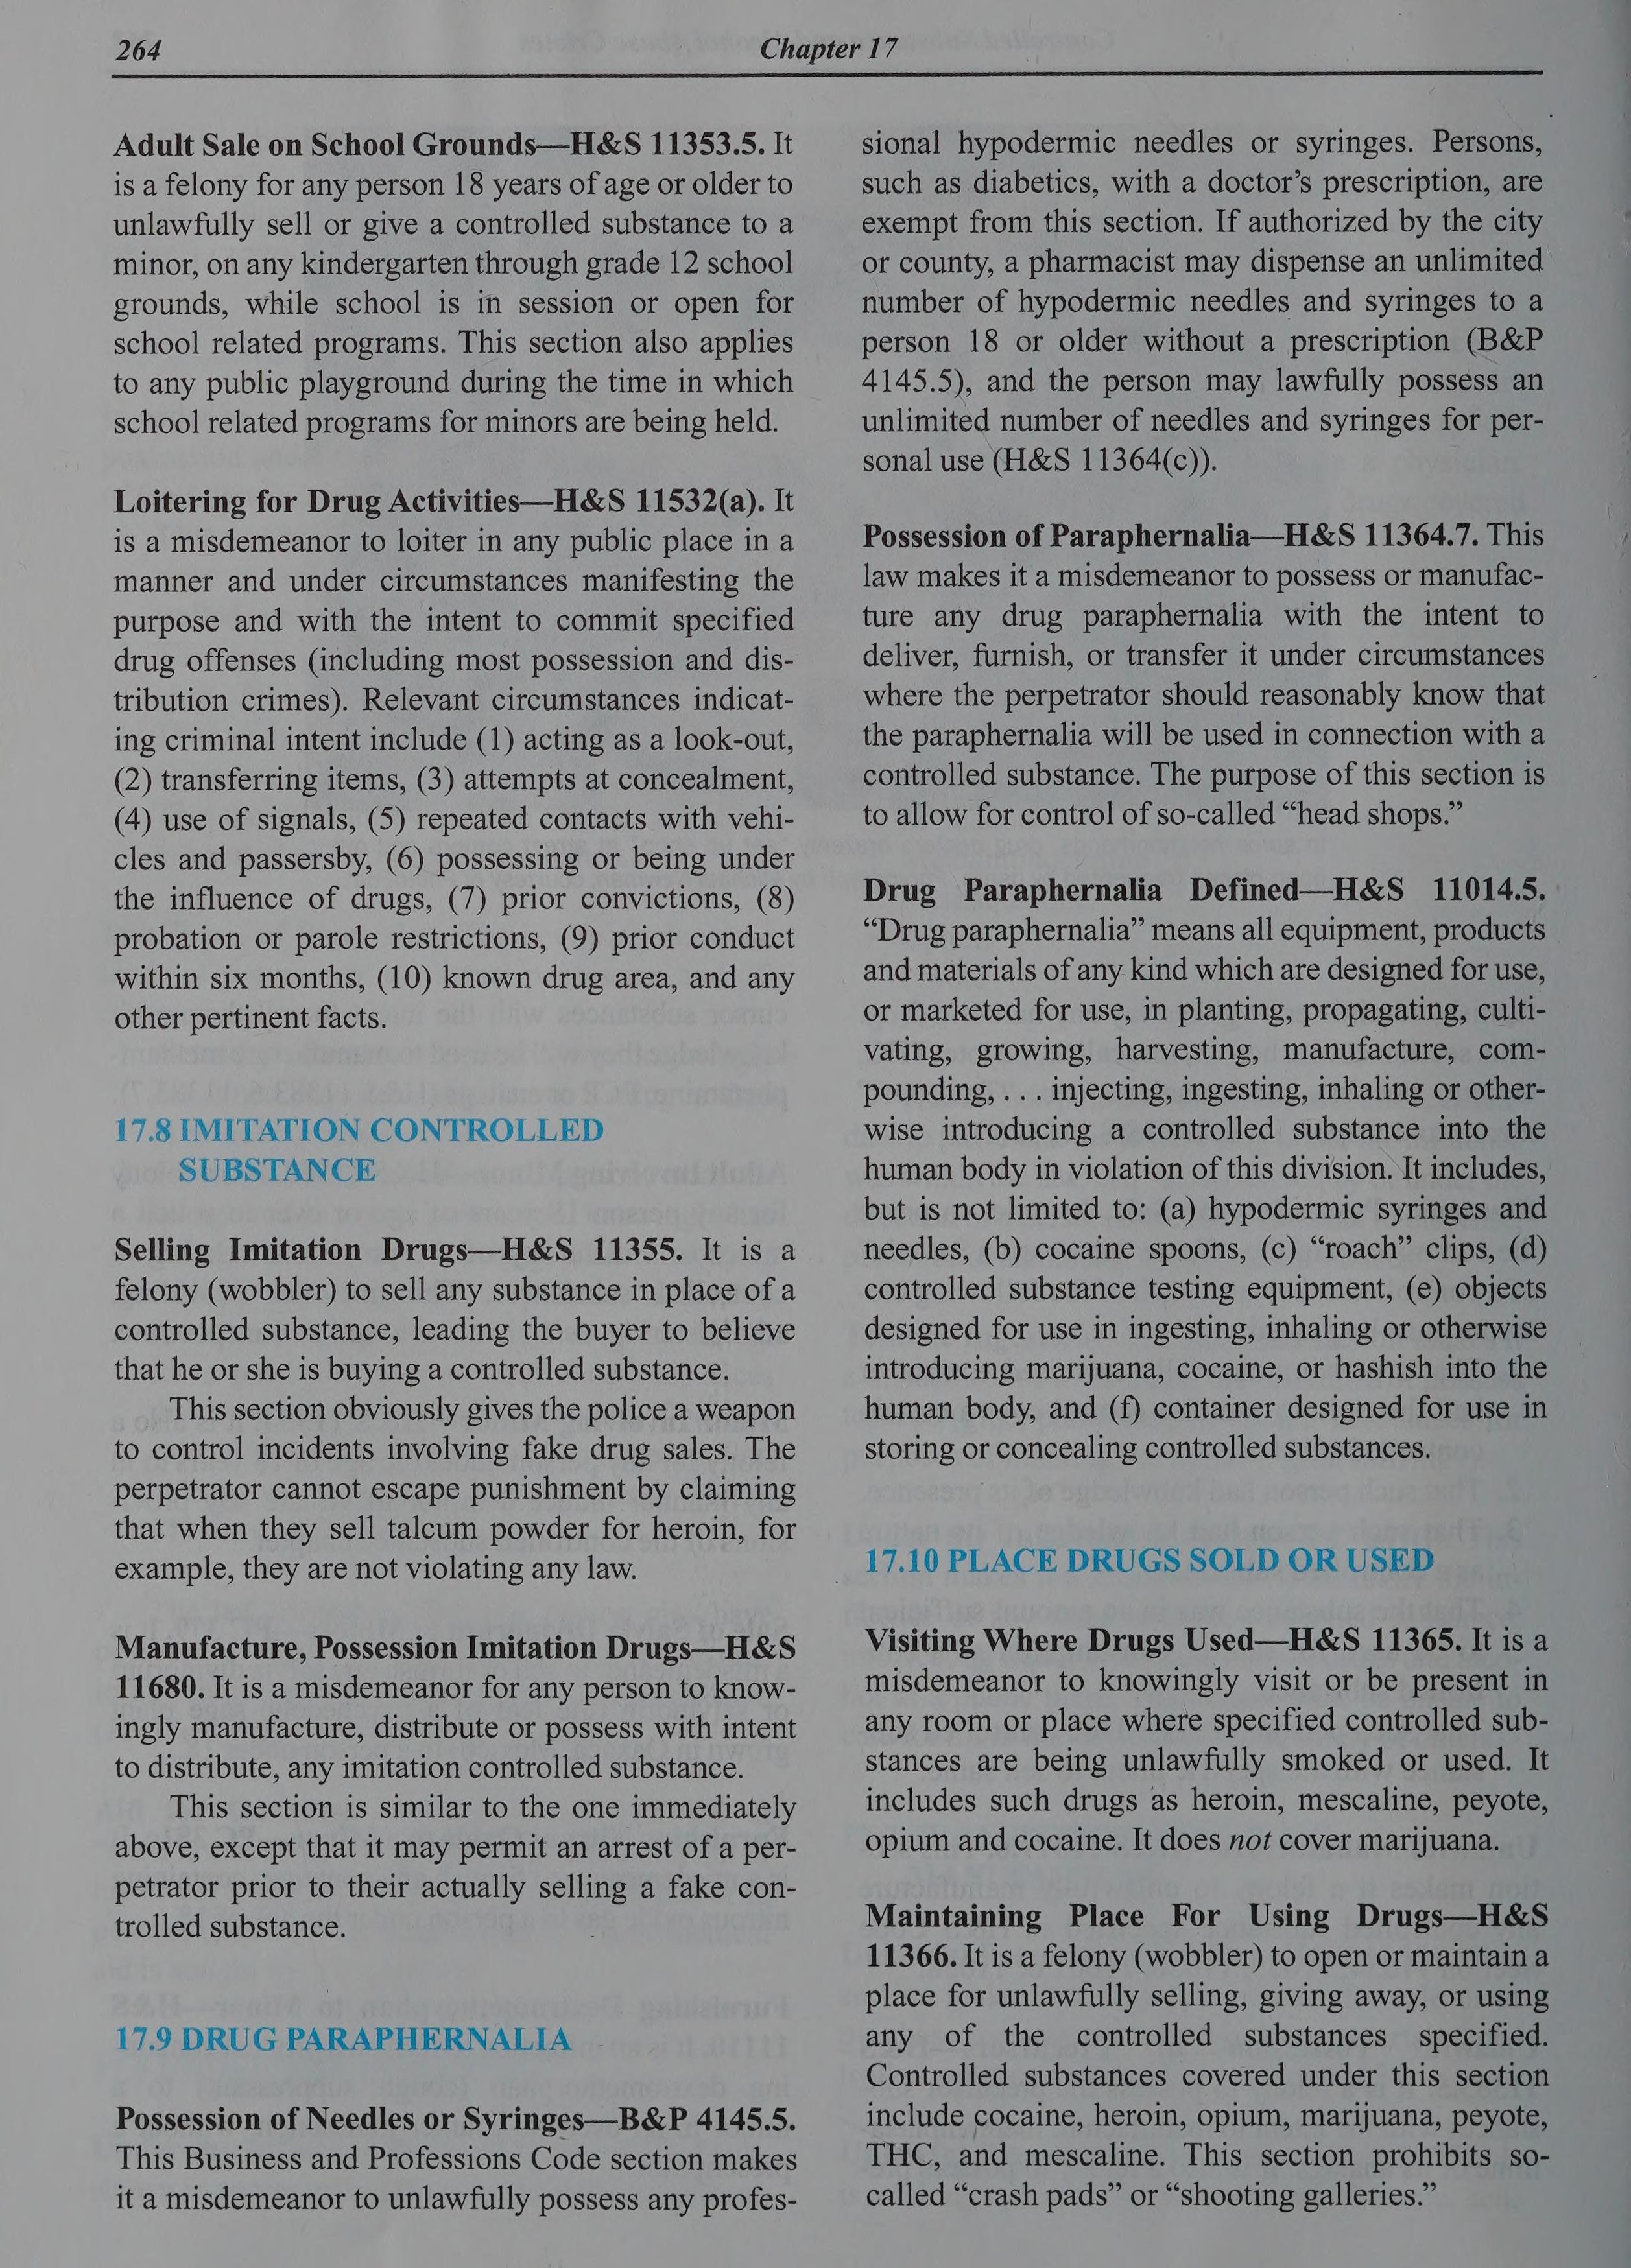 264
Chapter 17
Adult Sale on School Grounds—H&S 11353.5. It
is a felony for any person 18 years of age or older to
unlawfully sell or give a controlled substance to a
minor, on any kindergarten through grade 12 school
grounds, while school is in session or open for
school related programs. This section also applies
to any public playground during the time in which
school related programs for minors are being held.
Loitering for Drug Activities—H&S 11532(a). It
is a misdemeanor to loiter in any public place in a
manner and under circumstances manifesting the
purpose and with the intent to commit specified
drug offenses (including most possession and dis-
tribution crimes). Relevant circumstances indicat-
ing criminal intent include (1) acting as a look-out,
(2) transferring items, (3) attempts at concealment,
(4) use of signals, (5) repeated contacts with vehi-
cles and passersby, (6) possessing or being under
the influence of drugs, (7) prior convictions, (8)
probation or parole restrictions, (9) prior conduct
within six months, (10) known drug area, and any
other pertinent facts.
17.8 IMITATION CONTROLLED
SUBSTANCE
Selling Imitation Drugs—H&S 11355. It is a
felony (wobbler) to sell any substance in place of a
controlled substance, leading the buyer to believe
that he or she is buying a controlled substance.
This section obviously gives the police a weapon
to control incidents involving fake drug sales. The
perpetrator cannot escape punishment by claiming
that when they sell talcum powder for heroin, for
example, they are not violating any law.
Manufacture, Possession Imitation Drugs—H&S
11680. It is a misdemeanor for any person to know-
ingly manufacture, distribute or possess with intent
to distribute, any imitation controlled substance.
This section is similar to the one immediately
above, except that it may permit an arrest of a per-
petrator prior to their actually selling a fake con-
trolled substance.
17.9 DRUG PARAPHERNALIA
Possession of Needles or Syringes—B&P 4145.5.
This Business and Professions Code section makes
it a misdemeanor to unlawfully possess any profes-
sional hypodermic needles or syringes. Persons,
such as diabetics, with a doctor's prescription, are
exempt from this section. If authorized by the city
or county, a pharmacist may dispense an unlimited
number of hypodermic needles and syringes to a
person 18 or older without a prescription (B&P
4145.5), and the person may lawfully possess an
unlimited number of needles and syringes for per-
sonal use (H&S 11364(c)).
Possession of Paraphernalia—H&S 11364.7. This
law makes it a misdemeanor to possess or manufac-
ture any drug paraphernalia with the intent to
deliver, furnish, or transfer it under circumstances
where the perpetrator should reasonably know that
the paraphernalia will be used in connection with a
controlled substance. The purpose of this section is
to allow for control of so-called “head shops.”
Drug Paraphernalia Defined—H&S 11014.5.
“Drug paraphernalia” means all equipment, products
and materials of any kind which are designed for use,
or marketed for use, in planting, propagating, culti-
vating, growing, harvesting, manufacture, com-
pounding, . . . injecting, ingesting, inhaling or other-
wise introducing a controlled substance into the
human body in violation of this division. It includes,
but is not limited to: (a) hypodermic syringes and
needles, (b) cocaine spoons, (c) “roach” clips, (d)
controlled substance testing equipment, (e) objects
designed for use in ingesting, inhaling or otherwise
introducing marijuana, cocaine, or hashish into the
human body, and (f) container designed for use in
storing or concealing controlled substances.
17.10 PLACE DRUGS SOLD OR USED
Visiting Where Drugs Used—H&S 11365. It is a
misdemeanor to knowingly visit or be present in
any room or place where specified controlled sub-
stances are being unlawfully smoked or used. It
includes such drugs as heroin, mescaline, peyote,
opium and cocaine. It does not cover marijuana.
Maintaining Place For Using Drugs—H&S
11366. It is a felony (wobbler) to open or maintain a
place for unlawfully selling, giving away, or using
any of the controlled substances specified.
Controlled substances covered under this section
include cocaine, heroin, opium, marijuana, peyote,
THC, and mescaline. This section prohibits so-
called “crash pads” or “shooting galleries.”